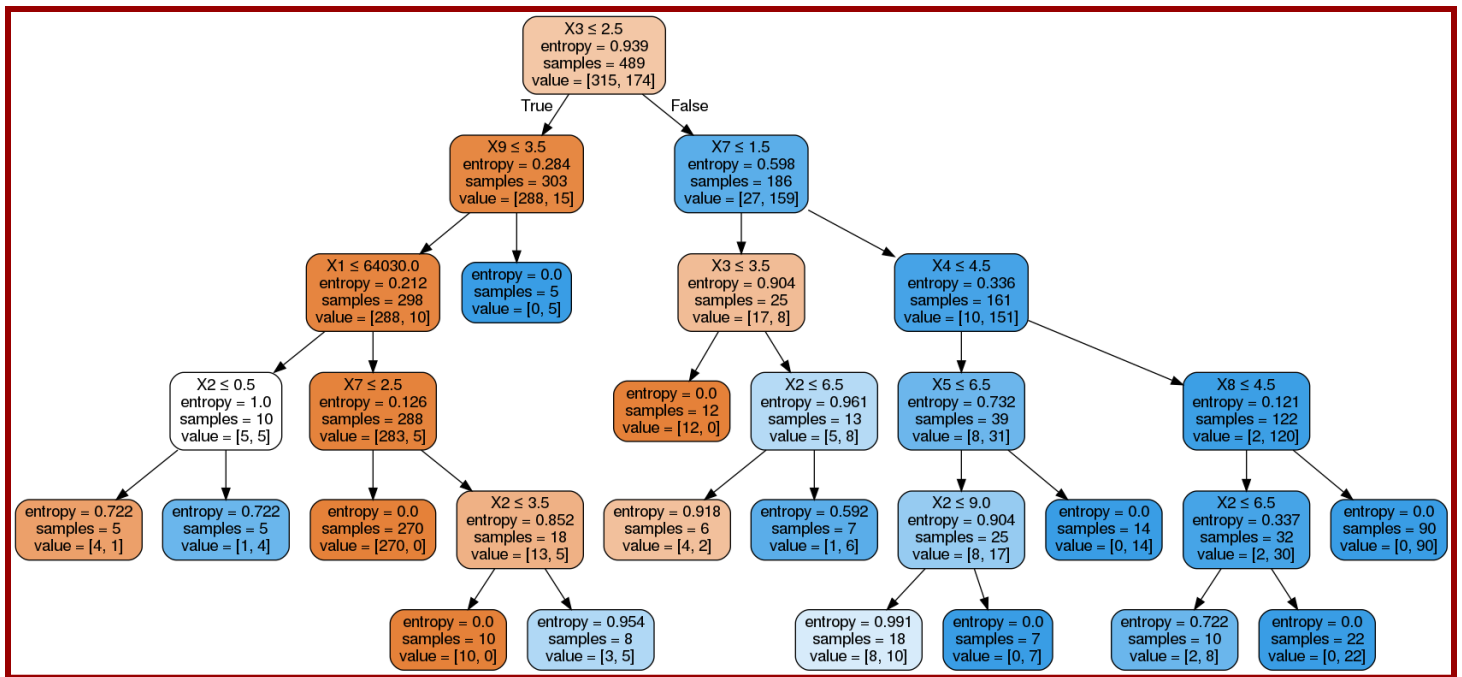 X3 ≤ 2.5
entropy = 0.939
samples = 489
value = [315, 174]
True
False
X9 ≤ 3.5
entropy = 0.284
samples = 303
value = [288, 15]
X7 ≤ 1.5
entropy = 0.598
samples = 186
value = [27, 159]
X1 ≤ 64030.0
entropy = 0.212
samples = 298
value = [288, 10]
entropy = 0.0
samples = 5
value = [0, 5]
X3 ≤ 3.5
entropy = 0.904
samples = 25
value = [17, 8]
X4 ≤ 4.5
entropy = 0.336
samples = 161
value = [10, 151]
X2 ≤ 0.5
entropy = 1.0
samples = 10
value = [5, 5]
X7 ≤ 2.5
entropy = 0.126
samples = 288
value = [283, 5]
entropy = 0.0
samples = 12
value = [12, 0]
X2 ≤ 6.5
entropy = 0.961
samples = 13
value = [5, 8]
X5 ≤ 6.5
entropy = 0.732
samples = 39
value = [8, 31]
X8 ≤ 4.5
entropy = 0.121
samples = 122
value = [2, 120]
entropy = 0.722
samples = 5
value = [4, 1]
entropy = 0.722
samples = 5
value = [1, 4]
entropy = 0.0
samples = 270
value = [270, 0]
X2 ≤ 3.5
entropy = 0.852
samples = 18
value = [13, 5]
entropy = 0.918
samples = 6
value = [4, 2]
entropy = 0.592
samples = 7
value = [1, 6]
X2 ≤ 9.0
entropy = 0.904
samples = 25
value = [8, 17]
entropy = 0.0
samples = 14
value = [0, 14]
X2 ≤ 6.5
entropy = 0.337
samples = 32
value = [2, 30]
entropy = 0.0
samples = 90
value = [0, 90]
entropy = 0.0
samples = 10
value = [10, 0]
entropy = 0.954
samples = 8
value = [3, 5]
entropy = 0.991
samples = 18
value = [8, 10]
entropy = 0.0
samples = 7
value = [0, 7]
entropy = 0.722
samples = 10
value = [2, 8]
entropy = 0.0
samples = 22
value = [0, 22]